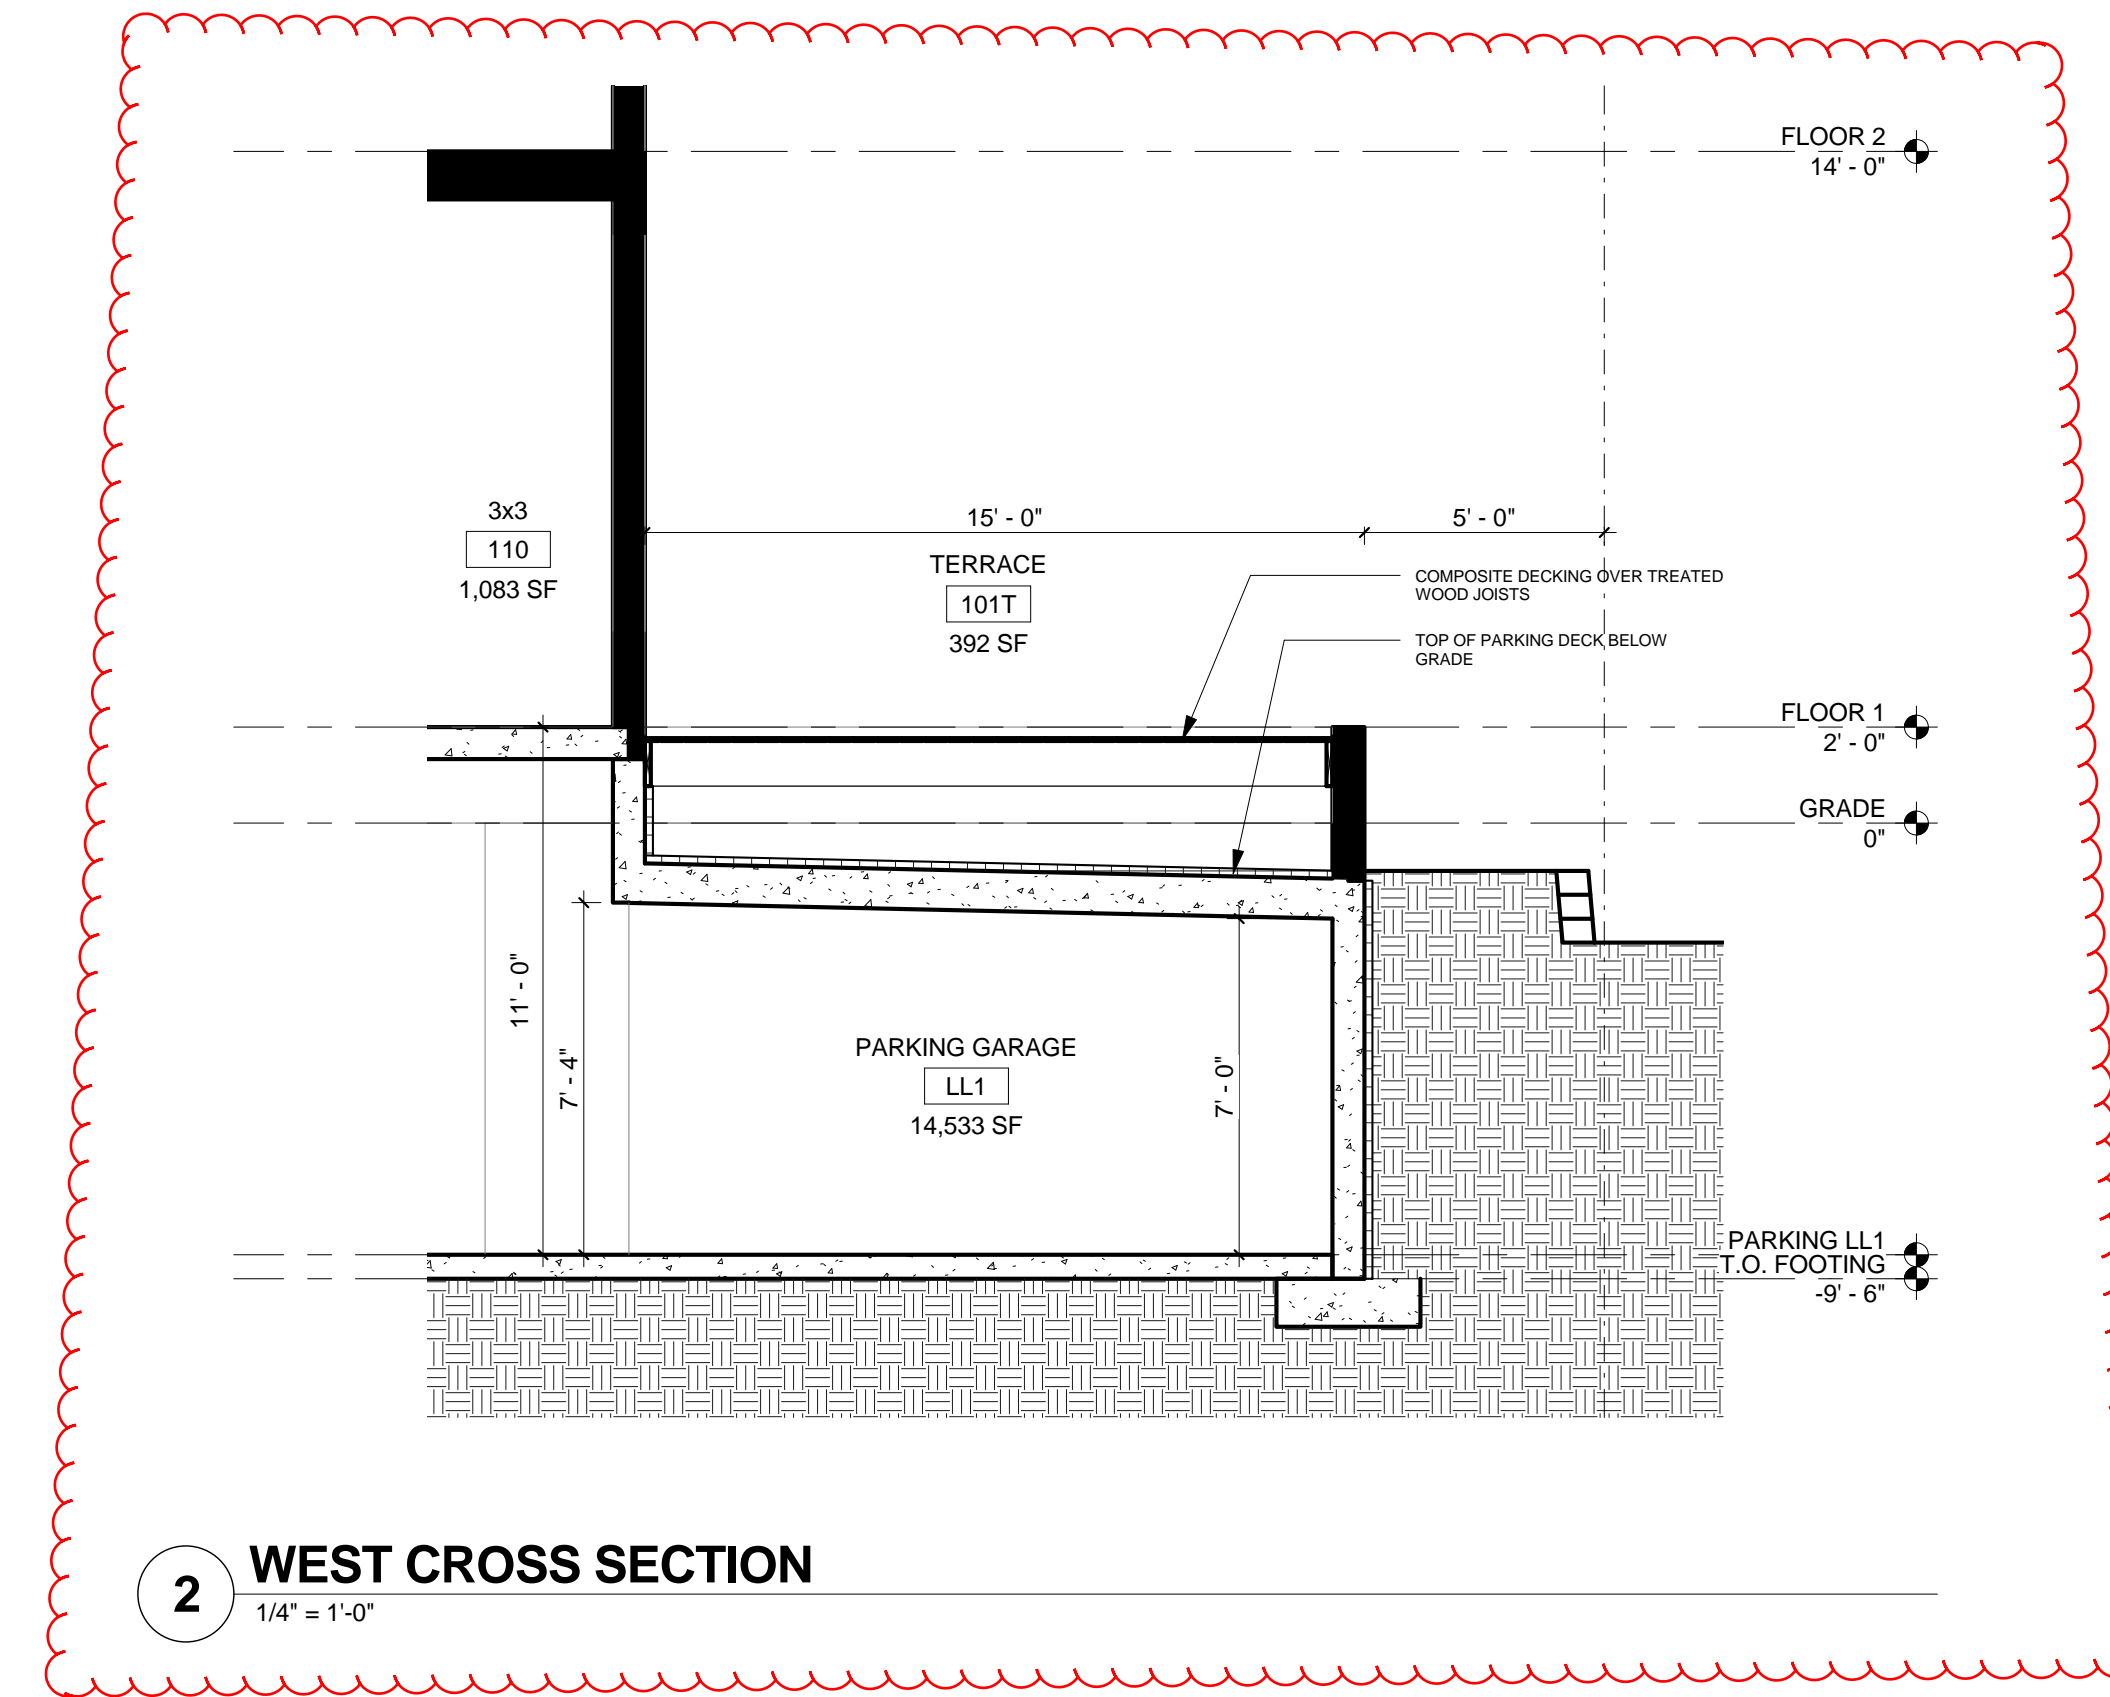 FLOOR 2
14' - 0"
3x3
110
1,083 SF
15' - 0"
5' - 0"
TERRACE
101T
392 SF
COMPOSITE DECKING OVER TREATED
WOOD JOISTS
TOP OF PARKING DECK BELOW
GRADE
FLOOR 1
2' - 0"
GRADE
0"
11' - 0"
7' - 4"
PARKING GARAGE
LL1
14,533 SF
7' - 0"
PARKING LL1
T.O. FOOTING
-9' - 6"
2
WEST CROSS SECTION
1/4" = 1'-0"